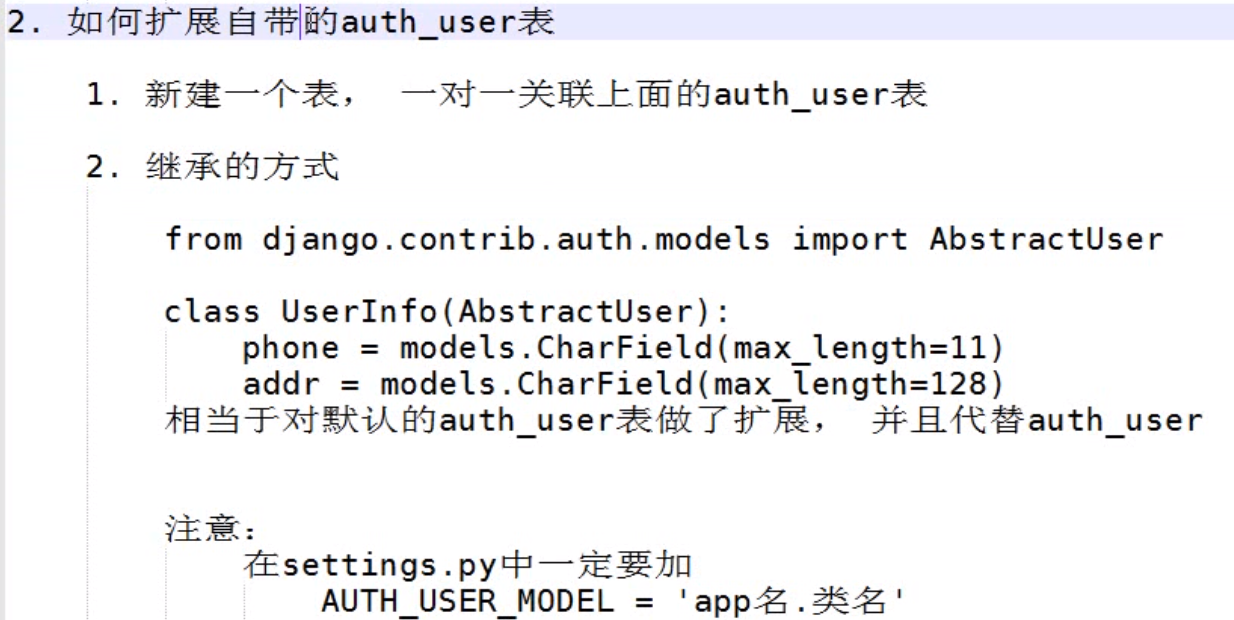 2. 如何扩展自带的auth_user表
1. 新建一个表， 一对一关联上面的auth_user表
2. 继承的方式
from django.contrib.auth.models import AbstractUser
class UserInfo(AbstractUser):
phone = models.CharField(max_length=11)
addr = models.CharField(max_length=128)
相当于对默认的auth_user表做了扩展， 并且代替auth_user
注意：
在settings.py中一定要加
AUTH_USER_MODEL = 'app名.类名'